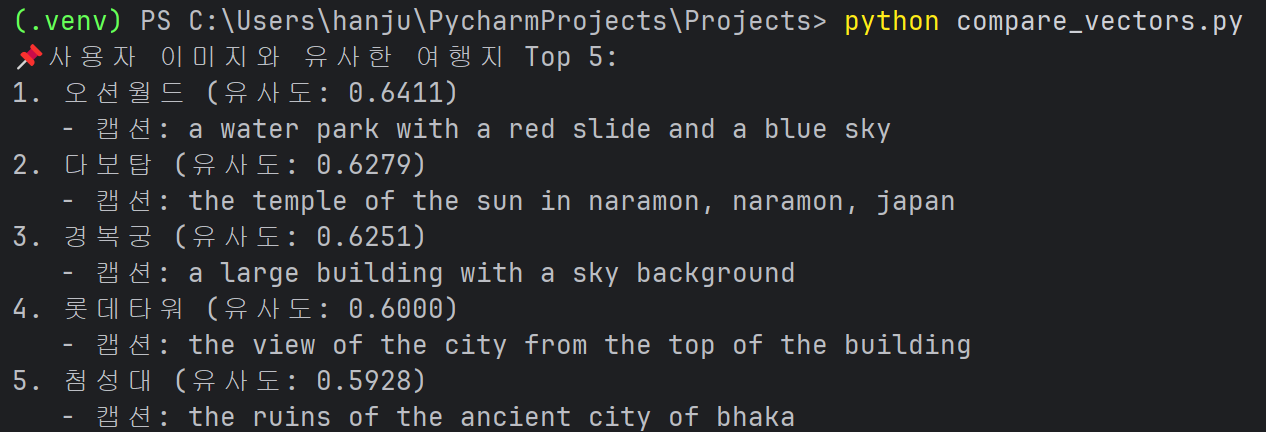 (.venv) PS C:\Users\hanju\PycharmProjects\Projects> python compare_vectors.py
📌사용자 이미지와 유사한 여행지 Top 5:
1. 오션월드 (유사도: 0.6411)
- 캡션: a water park with a red slide and a blue sky
2. 다보탑 (유사도: 0.6279)
- 캡션: the temple of the sun in naramon, naramon, japan
3. 경복궁 (유사도: 0.6251)
- 캡션: a large building with a sky background
4. 롯데타워 (유사도: 0.6000)
- 캡션: the view of the city from the top of the building
5. 첨성대 (유사도: 0.5928)
- 캡션: the ruins of the ancient city of bhaka